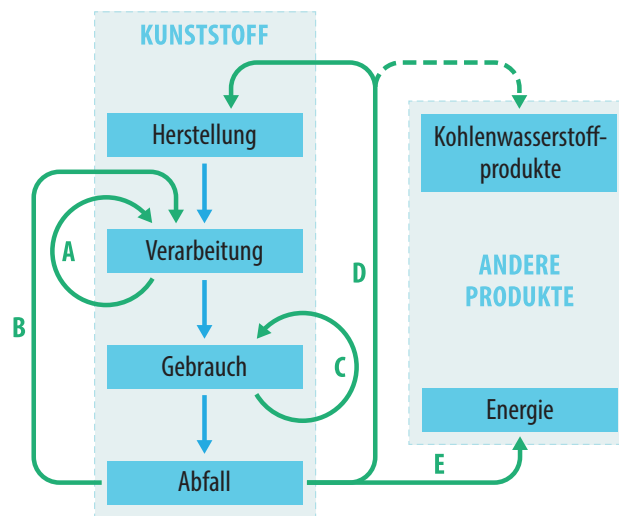 KUNSTSTOFF
Herstellung
Kohlenwasserstoff-
produkte
A
Verarbeitung
D
ANDERE
PRODUKTE
B
Gebrauch
C
Energie
Abfall
E